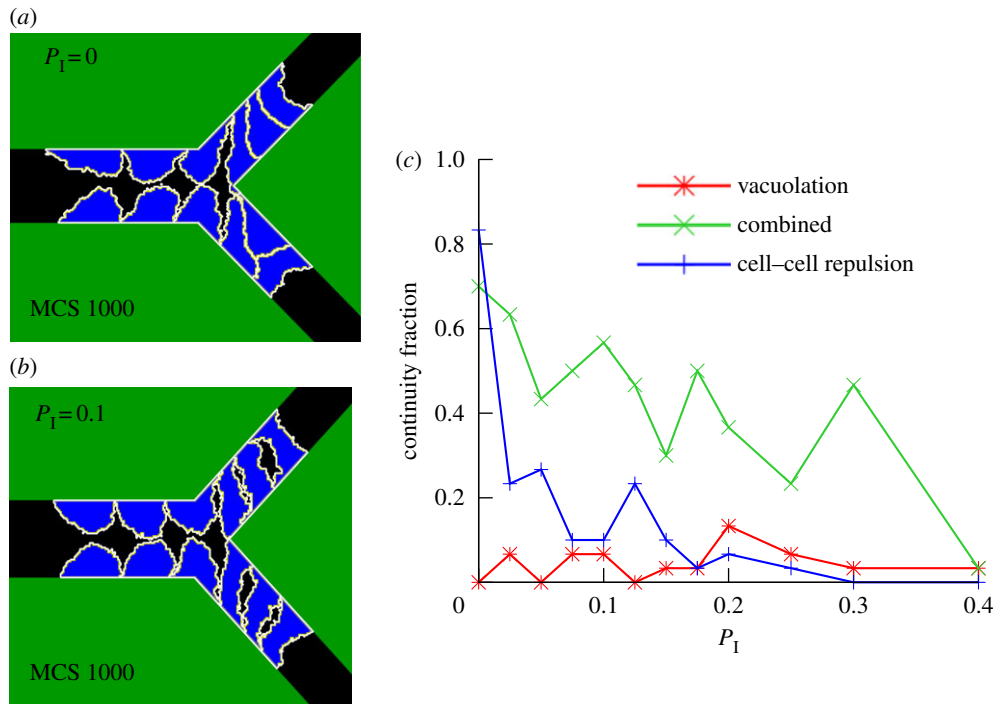 (a)
P_I = 0
MCS 1000
(b)
P_I = 0.1
MCS 1000
(c)
1.0
0.8
0.6
0.4
0.2
continuity fraction
vacuolation
combined
cell–cell repulsion
0
0.1
0.2
0.3
0.4
P_I